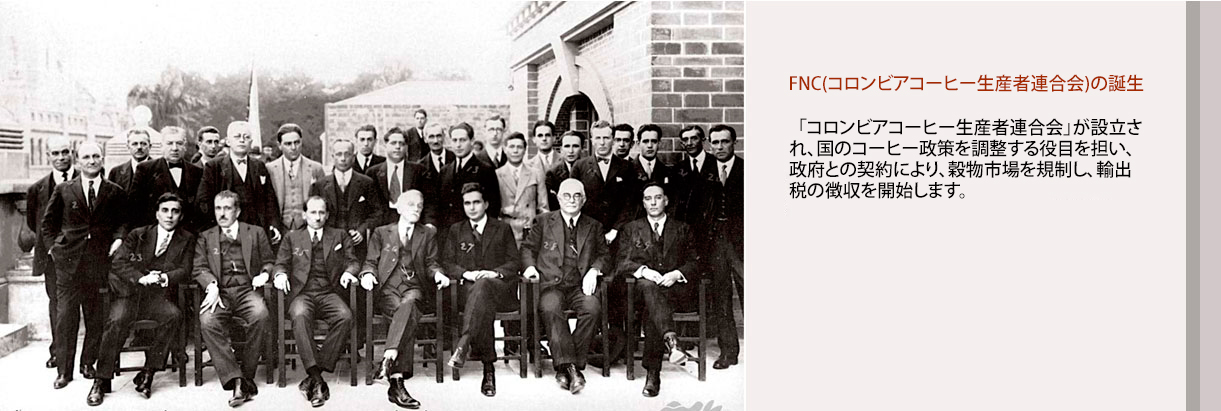 FNC(コロンビアコーヒー生産者連合会)の誕生
「コロンビアコーヒー生産者連合会」が設立さ
れ、国のコーヒー政策を調整する役目を担い、
政府との契約により、穀物市場を規制し、輸出
税の徴収を開始します。
23
24
27
28